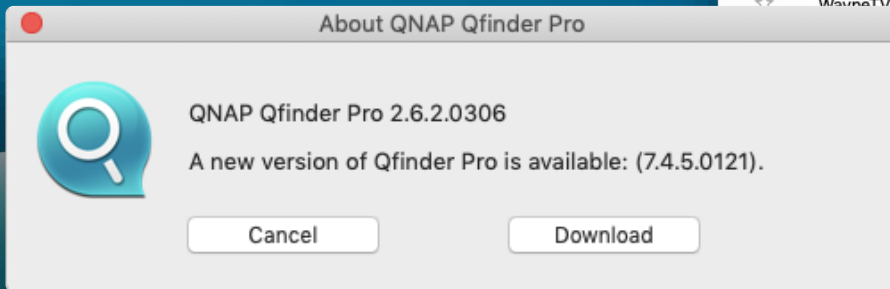 WayneTV
About QNAP Qfinder Pro
QNAP Qfinder Pro 2.6.2.0306
A new version of Qfinder Pro is available: (7.4.5.0121).
Cancel
Download